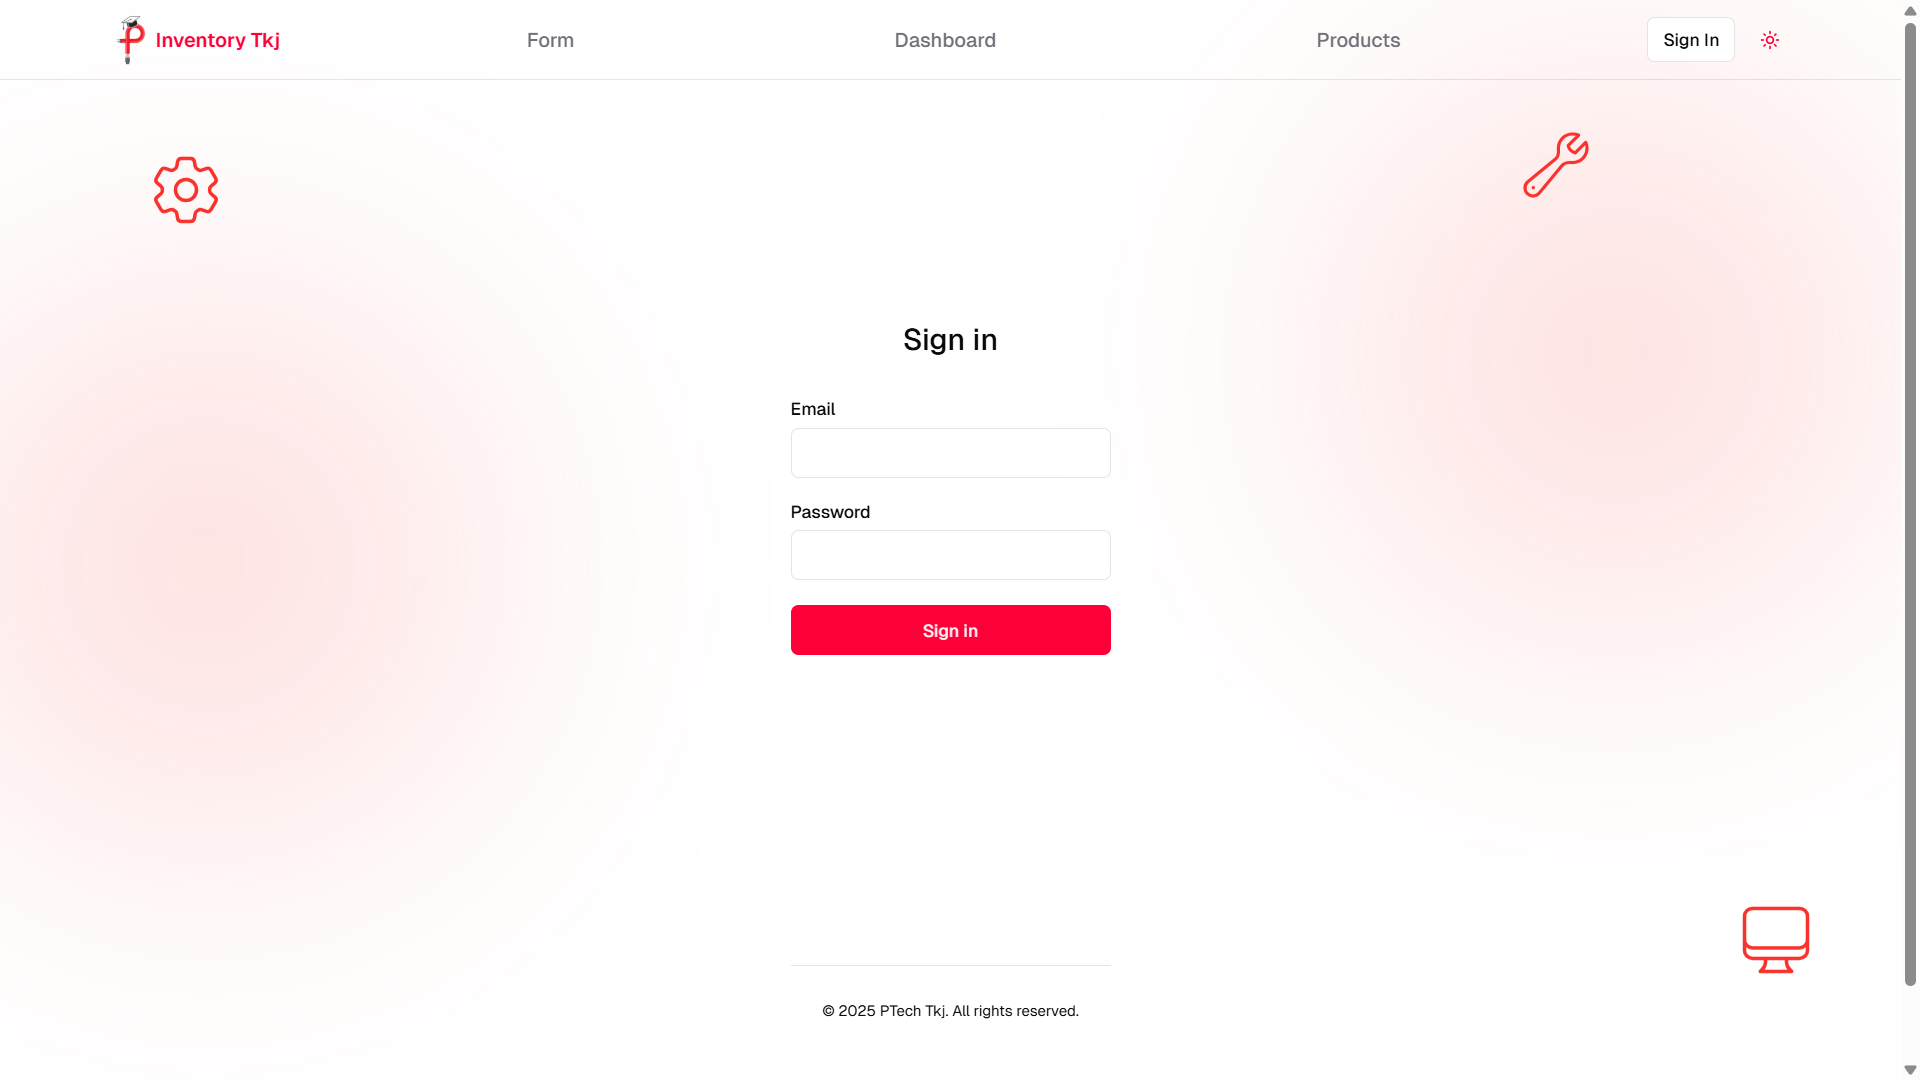 Inventory Tkj
Form
Dashboard
Products
Sign In
Sign in
Email
Password
Sign in
© 2025 PTech Tkj. All rights reserved.